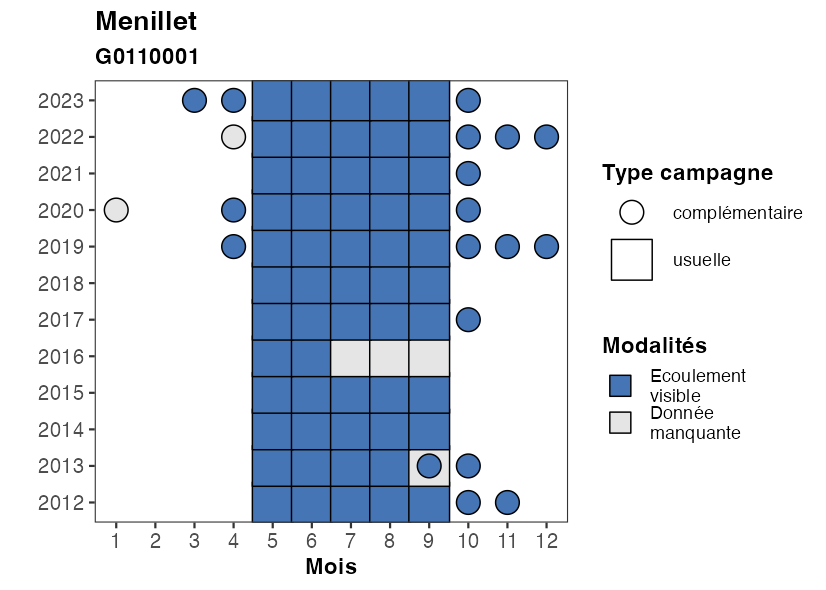 Menillet
G0110001
2023
2022
2021
2020
2019
2018
2017
2016
2015
2014
2013
2012
1 2 3 4 5 6 7 8 9 10 11 12
Mois
Type campagne
complémentaire
usuelle
Modalités
Ecoulement
visible
Donnée
manquante